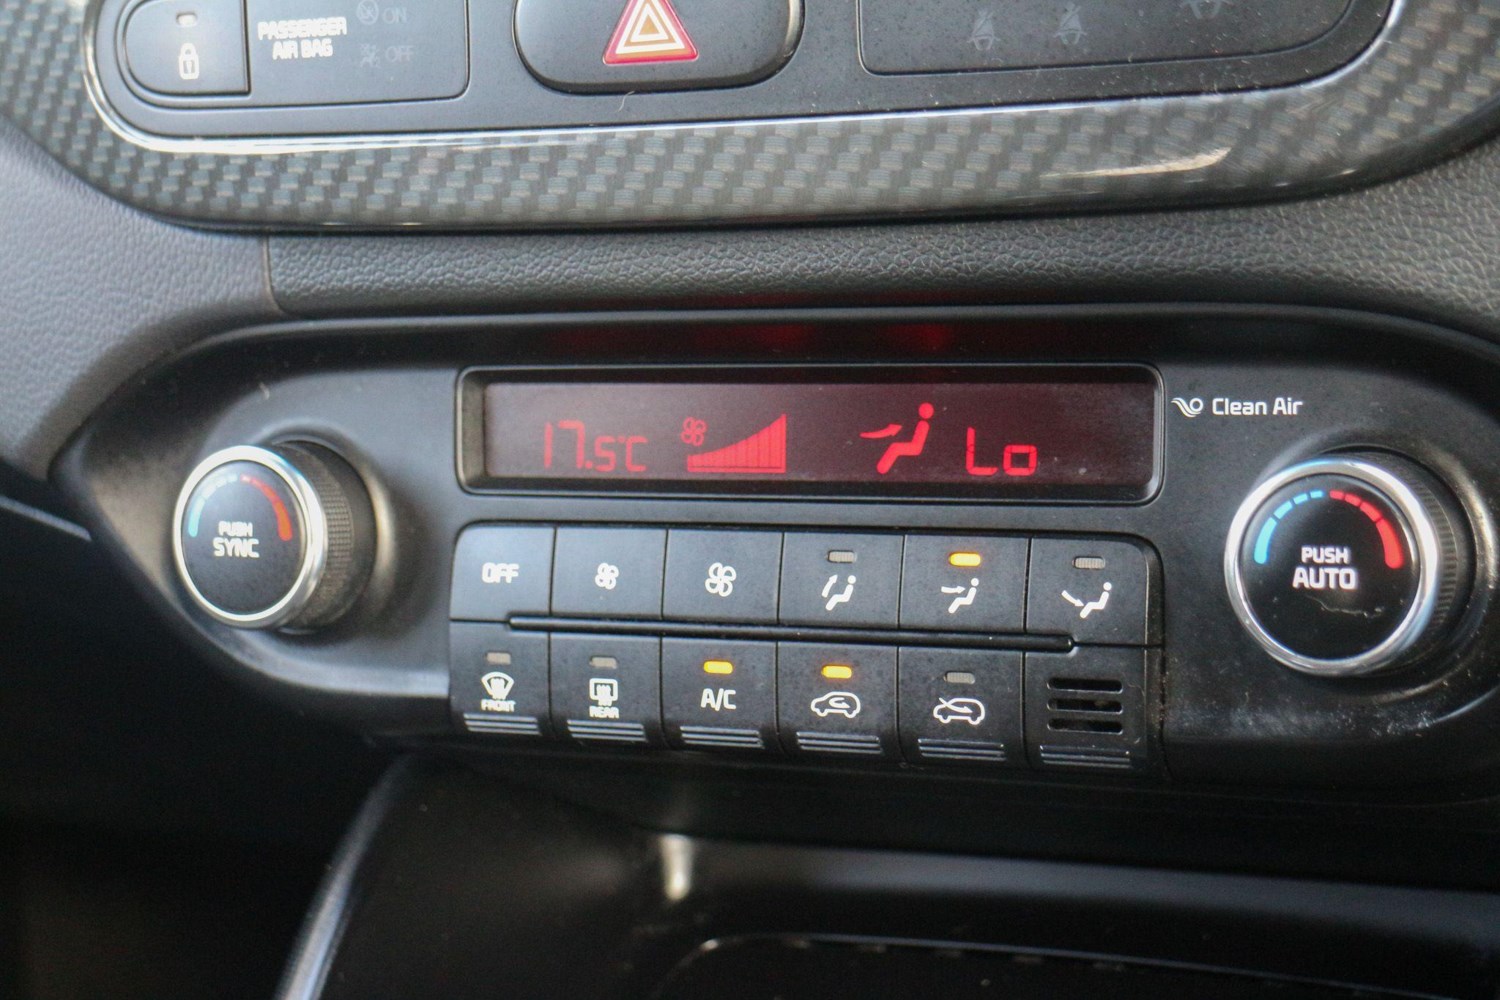 PASSENGER
AIR BAG
ON
OFF
17.5°C
Lo
Clean Air
PUSH
SYNC
OFF
PUSH
AUTO
FRONT
REAR
A/C